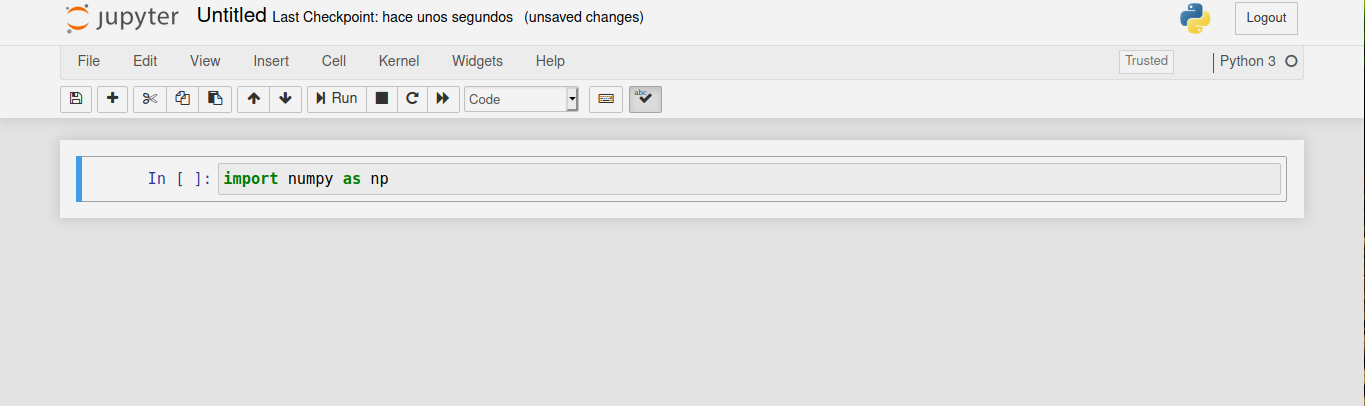 jupyter Untitled Last Checkpoint: hace unos segundos (unsaved changes) Logout
File Edit View Insert Cell Kernel Widgets Help Trusted Python 3
Run Code abc
In [ ]: import numpy as np